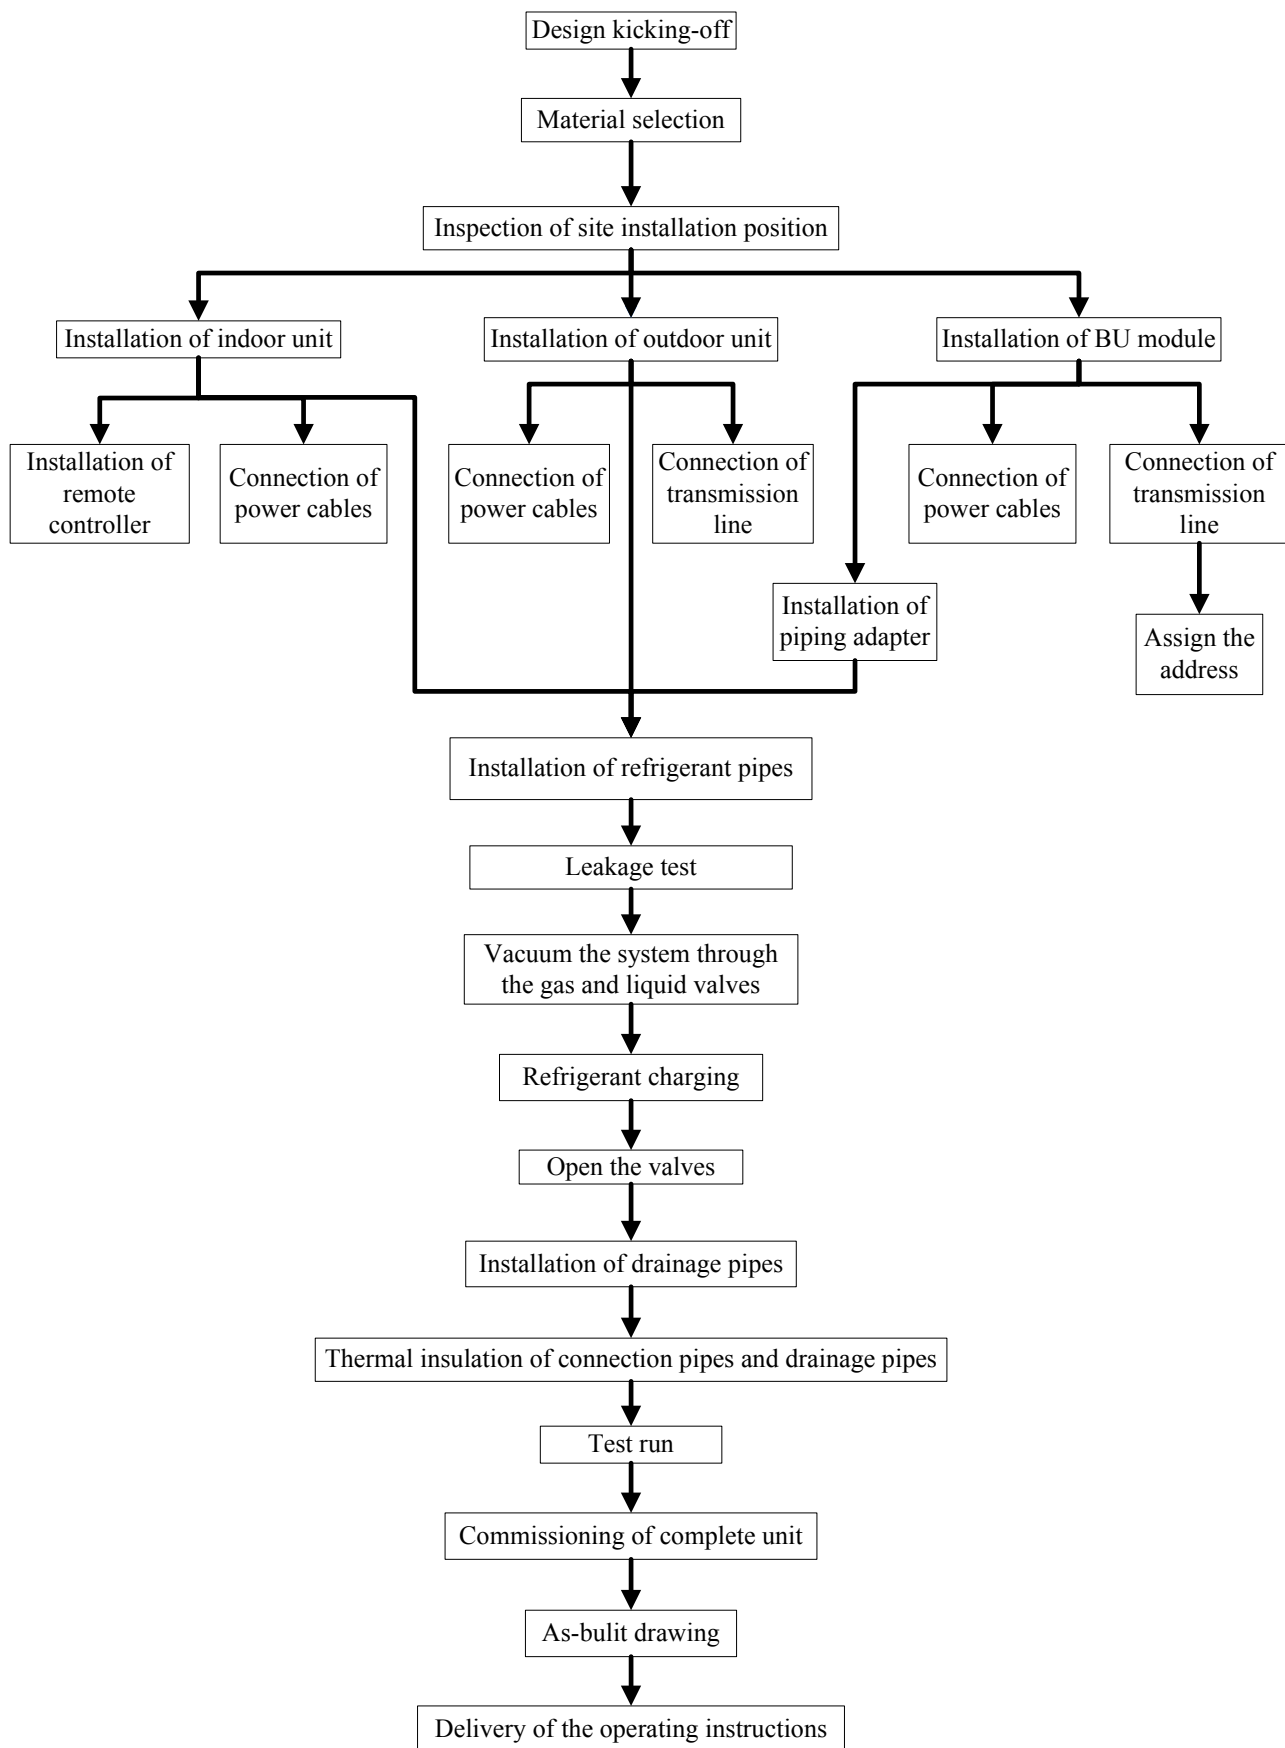 Design kicking-off
Material selection
Inspection of site installation position
Installation of indoor unit
Installation of outdoor unit
Installation of BU module
Installation of
remote
controller
Connection of
power cables
Connection of
power cables
Connection of
transmission
line
Connection of
power cables
Connection of
transmission
line
Installation of
piping adapter
Assign the
address
Installation of refrigerant pipes
Leakage test
Vacuum the system through
the gas and liquid valves
Refrigerant charging
Open the valves
Installation of drainage pipes
Thermal insulation of connection pipes and drainage pipes
Test run
Commissioning of complete unit
As-bulit drawing
Delivery of the operating instructions